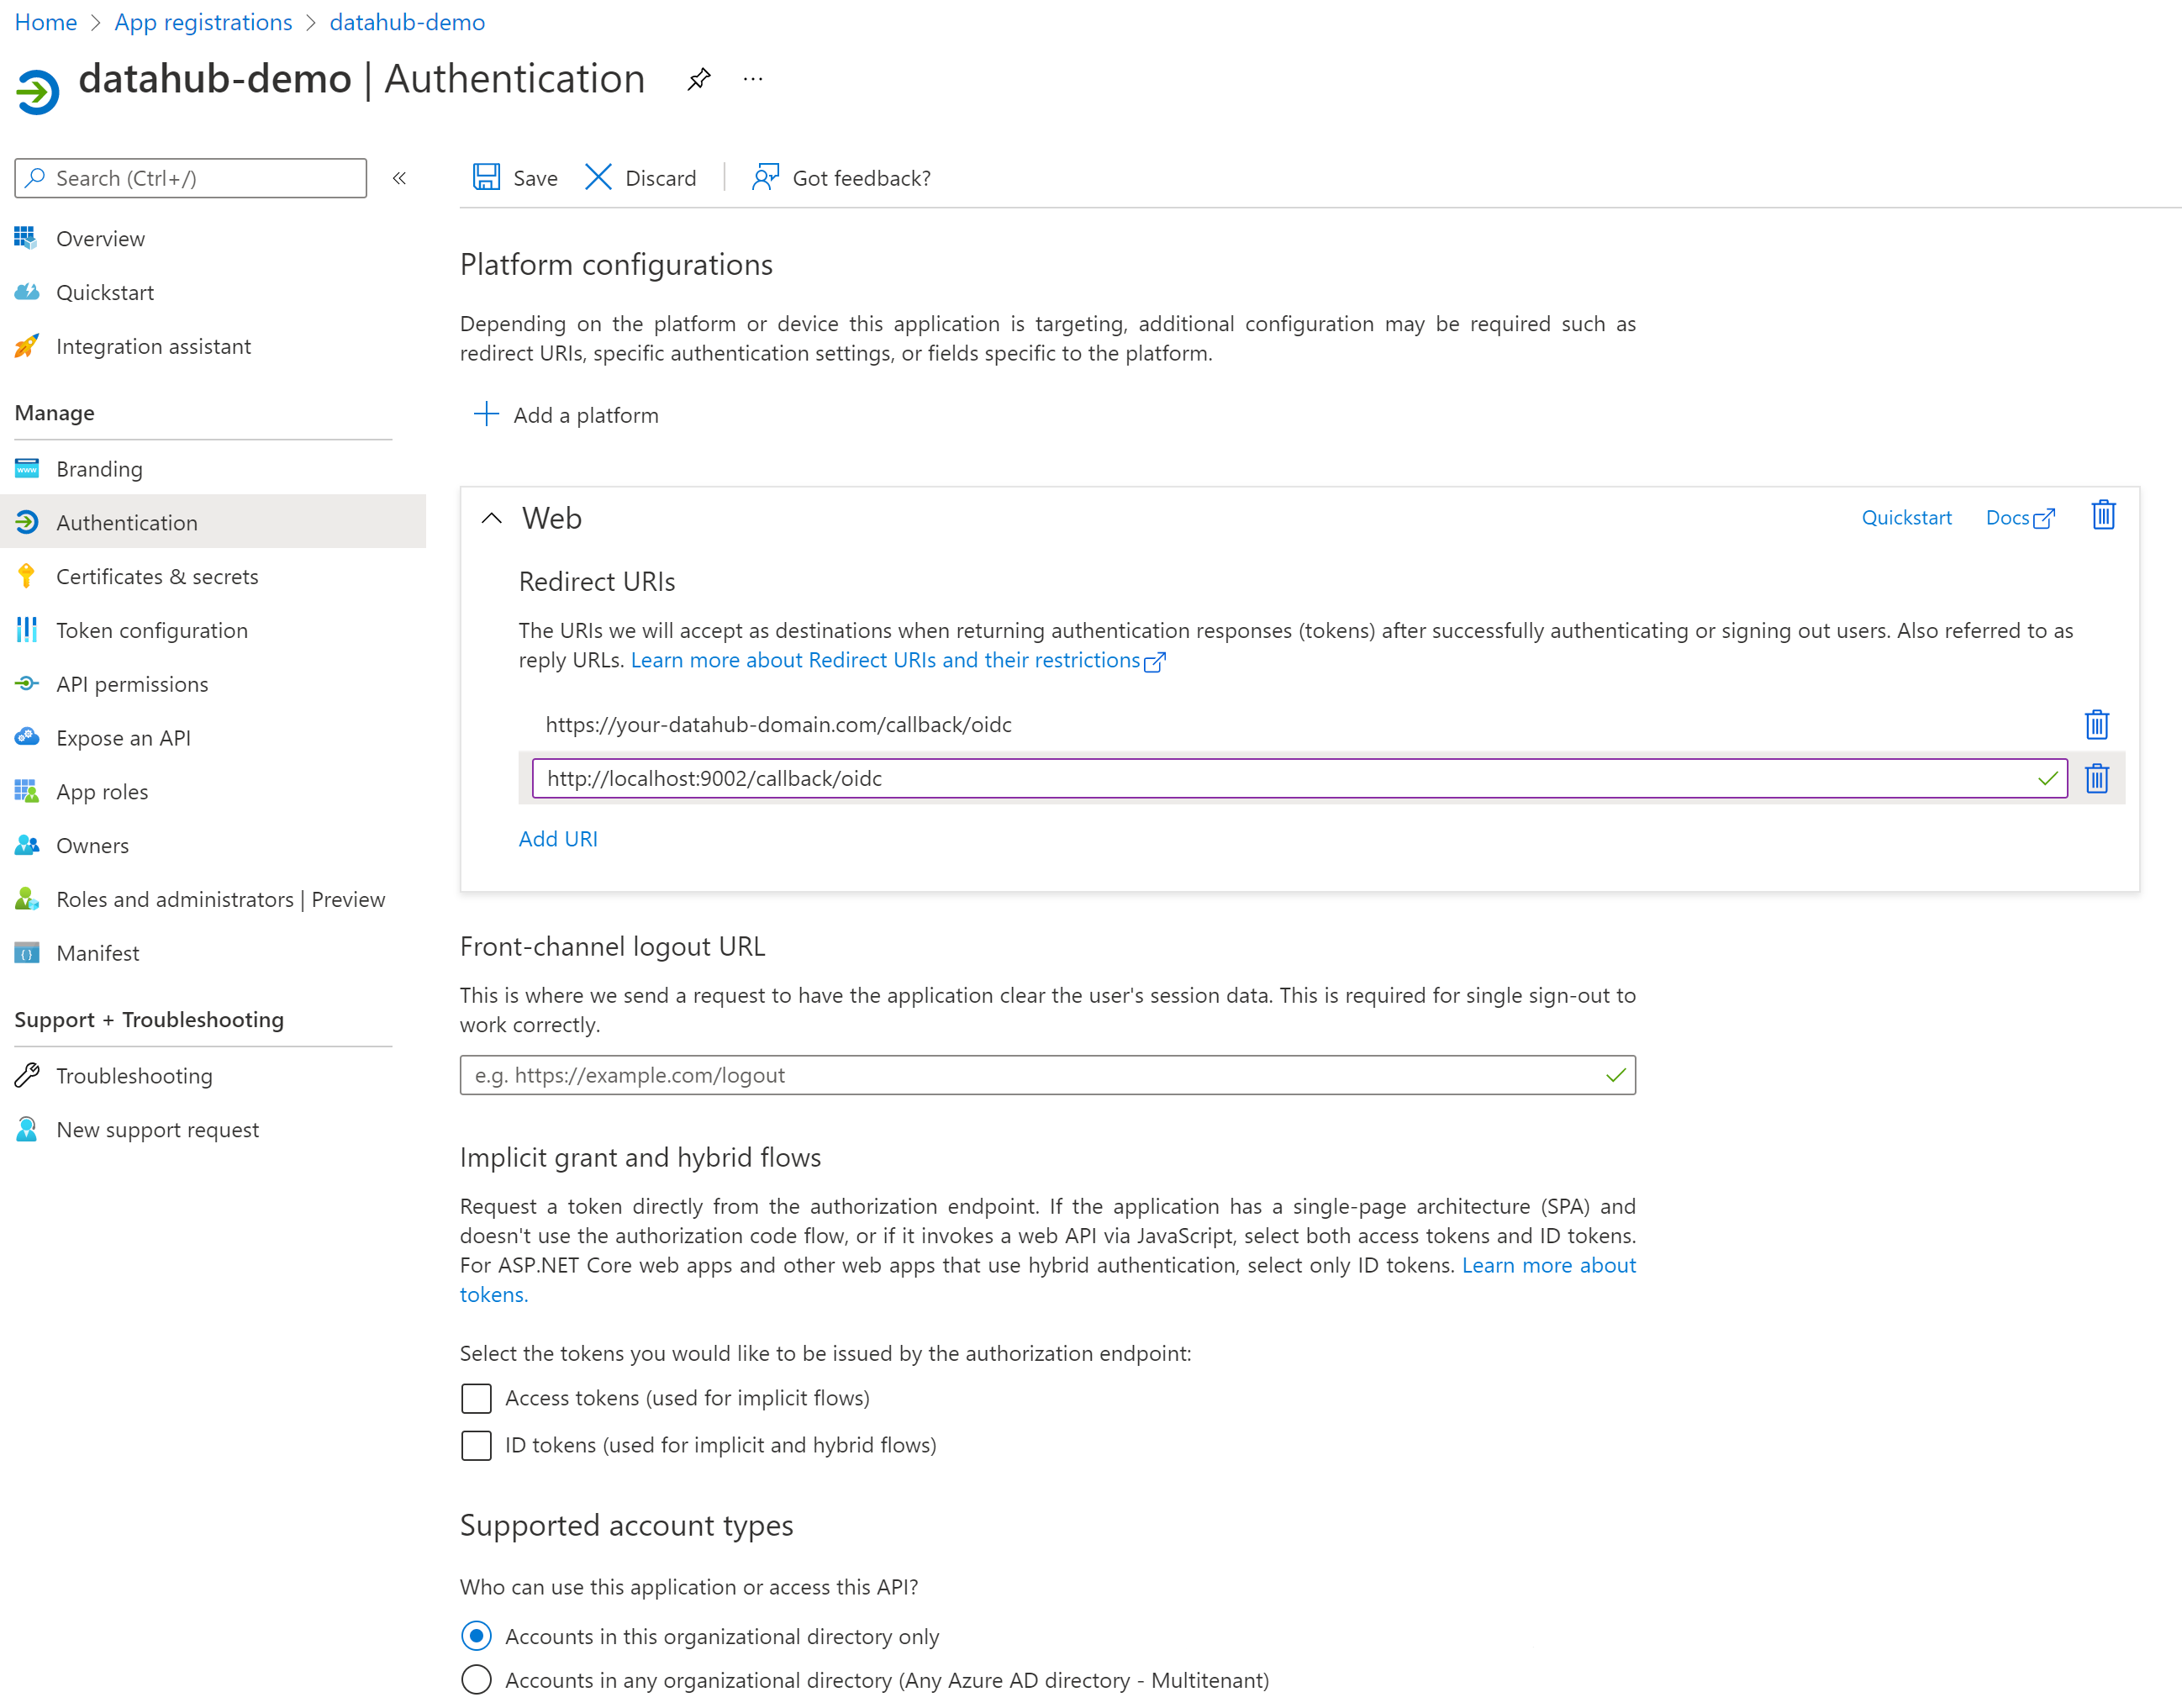 Home > App registrations > datahub-demo
datahub-demo | Authentication ...
Search (Ctrl+/) «
Overview
Quickstart
Integration assistant
Manage
Branding
Authentication
Certificates & secrets
Token configuration
API permissions
Expose an API
App roles
Owners
Roles and administrators | Preview
Manifest
Support + Troubleshooting
Troubleshooting
New support request
Save Discard Got feedback?
Platform configurations
Depending on the platform or device this application is targeting, additional configuration may be required such as
redirect URIs, specific authentication settings, or fields specific to the platform.
Add a platform
Web Quickstart Docs
Redirect URIs
The URIs we will accept as destinations when returning authentication responses (tokens) after successfully authenticating or signing out users. Also referred to as
reply URLs. Learn more about Redirect URIs and their restrictions
https://your-datahub-domain.com/callback/oidc
http://localhost:9002/callback/oidc
Add URI
Front-channel logout URL
This is where we send a request to have the application clear the user's session data. This is required for single sign-out to
work correctly.
e.g. https://example.com/logout
Implicit grant and hybrid flows
Request a token directly from the authorization endpoint. If the application has a single-page architecture (SPA) and
doesn't use the authorization code flow, or if it invokes a web API via JavaScript, select both access tokens and ID tokens.
For ASP.NET Core web apps and other web apps that use hybrid authentication, select only ID tokens. Learn more about
tokens.
Select the tokens you would like to be issued by the authorization endpoint:
Access tokens (used for implicit flows)
ID tokens (used for implicit and hybrid flows)
Supported account types
Who can use this application or access this API?
Accounts in this organizational directory only
Accounts in any organizational directory (Any Azure AD directory - Multitenant)